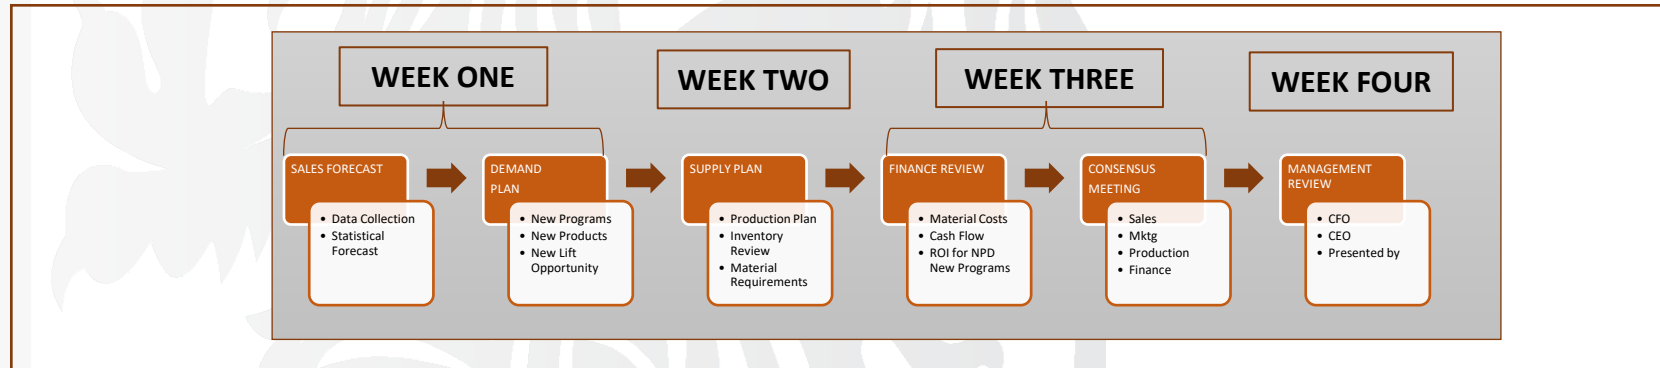 WEEK ONE
WEEK TWO
WEEK THREE
WEEK FOUR
SALES FORECAST
• Data Collection
• Statistical
Forecast
DEMAND
PLAN
• New Programs
• New Products
• New Lift
Opportunity
SUPPLY PLAN
• Production Plan
• Inventory
Review
• Material
Requirements
FINANCE REVIEW
• Material Costs
• Cash Flow
• ROI for NPD
New Programs
CONSENSUS
MEETING
• Sales
• Mktg
• Production
• Finance
MANAGEMENT
REVIEW
• CFO
• CEO
• Presented by